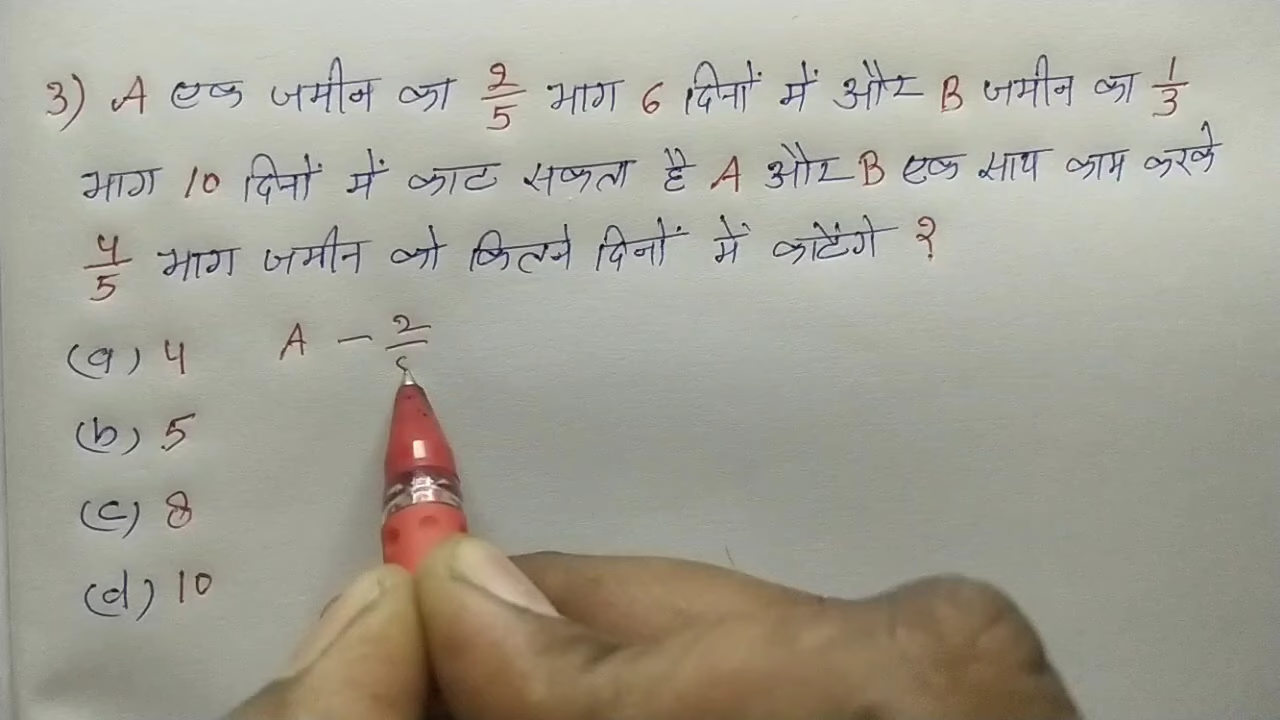 3) A एक जमीन का 2/5 भाग 6 दिनों में और B जमीन का 1/3
भाग 10 दिनों में काट सकता है A और B एक साथ काम करके
4/5 भाग जमीन को कितने दिनों में काटेंगे ?
(a) 4
A - 2/5
(b) 5
(c) 8
(d) 10